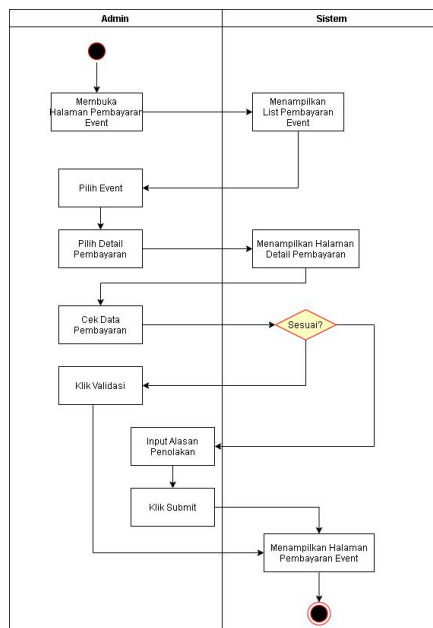 Admin
Sistem
Membuka
Halaman Pembayaran
Event
Menampilkan
List Pembayaran
Event
Pilih Event
Pilih Detail
Pembayaran
Menampilkan Halaman
Detail Pembayaran
Cek Data
Pembayaran
Sesuai?
Klik Validasi
Input Alasan
Penolakan
Klik Submit
Menampilkan Halaman
Pembayaran Event